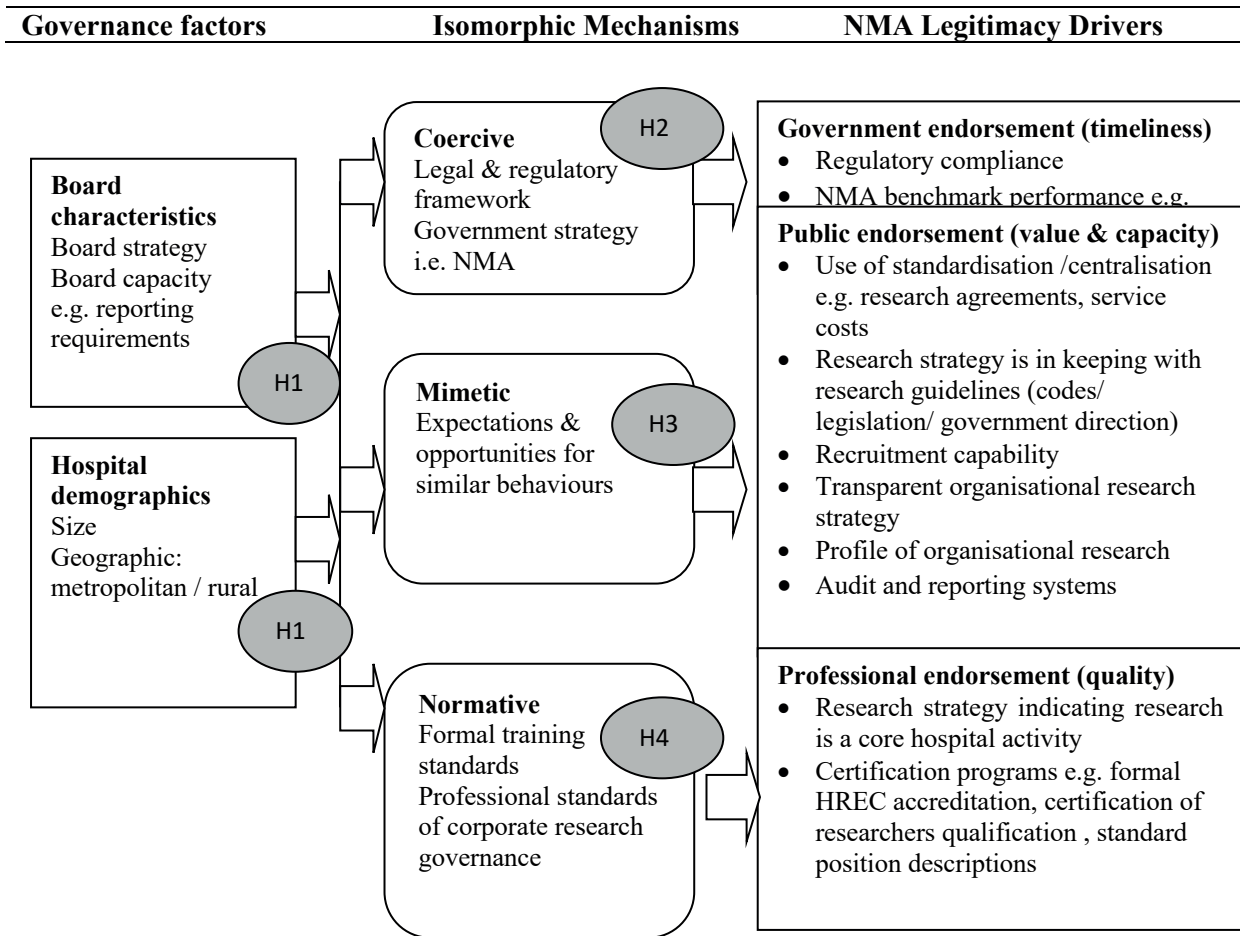 Governance factors
Isomorphic Mechanisms
NMA Legitimacy Drivers
Board
characteristics
Board strategy
Board capacity
e.g. reporting
requirements
H1
Hospital
demographics
Size
Geographic:
metropolitan / rural
H1
Coercive
Legal & regulatory
framework
Government strategy
i.e. NMA
H2
Mimetic
Expectations &
opportunities for
similar behaviours
H3
Normative
Formal training
standards
Professional standards
of corporate research
governance
H4
Government endorsement (timeliness)
• Regulatory compliance
• NMA benchmark performance e.g.
Public endorsement (value & capacity)
• Use of standardisation /centralisation
e.g. research agreements, service
costs
• Research strategy is in keeping with
research guidelines (codes/
legislation/ government direction)
• Recruitment capability
• Transparent organisational research
strategy
• Profile of organisational research
• Audit and reporting systems
Professional endorsement (quality)
• Research strategy indicating research
is a core hospital activity
• Certification programs e.g. formal
HREC accreditation, certification of
researchers qualification , standard
position descriptions